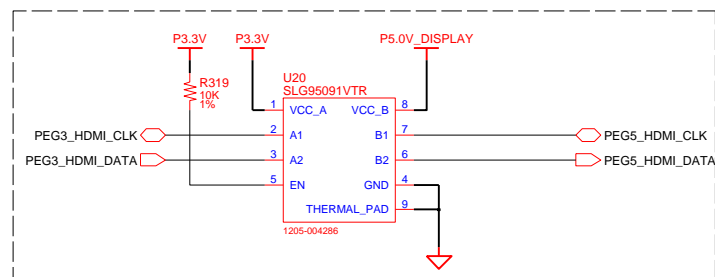 P3.3V P3.3V P5.0V_DISPLAY
U20
SLG95091VTR
R319
10K
1%
1 VCC_A VCC_B 8
PEG3_HDMI_CLK 2 A1 B1 7 PEG5_HDMI_CLK
PEG3_HDMI_DATA 3 A2 B2 6 PEG5_HDMI_DATA
5 EN GND 4
THERMAL_PAD 9
1205-004286